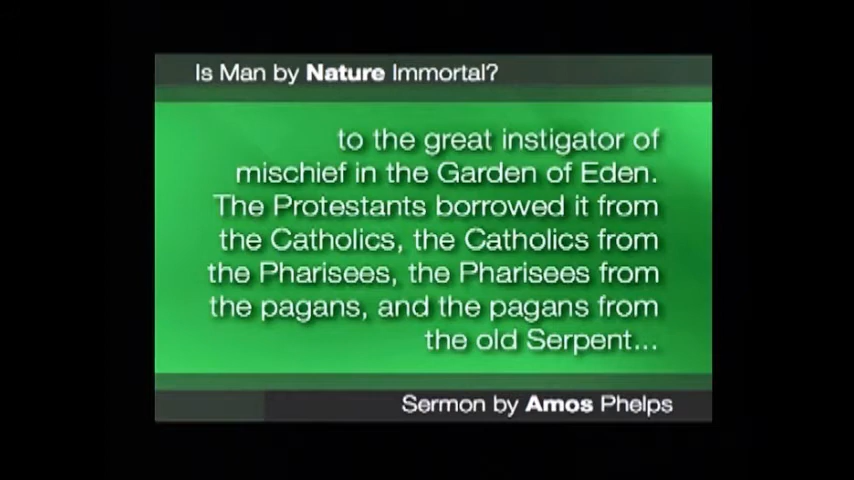 Is Man by Nature Immortal?
to the great instigator of
mischief in the Garden of Eden.
The Protestants borrowed it from
the Catholics, the Catholics from
the Pharisees, the Pharisees from
the pagans, and the pagans from
the old Serpent...
Sermon by Amos Phelps